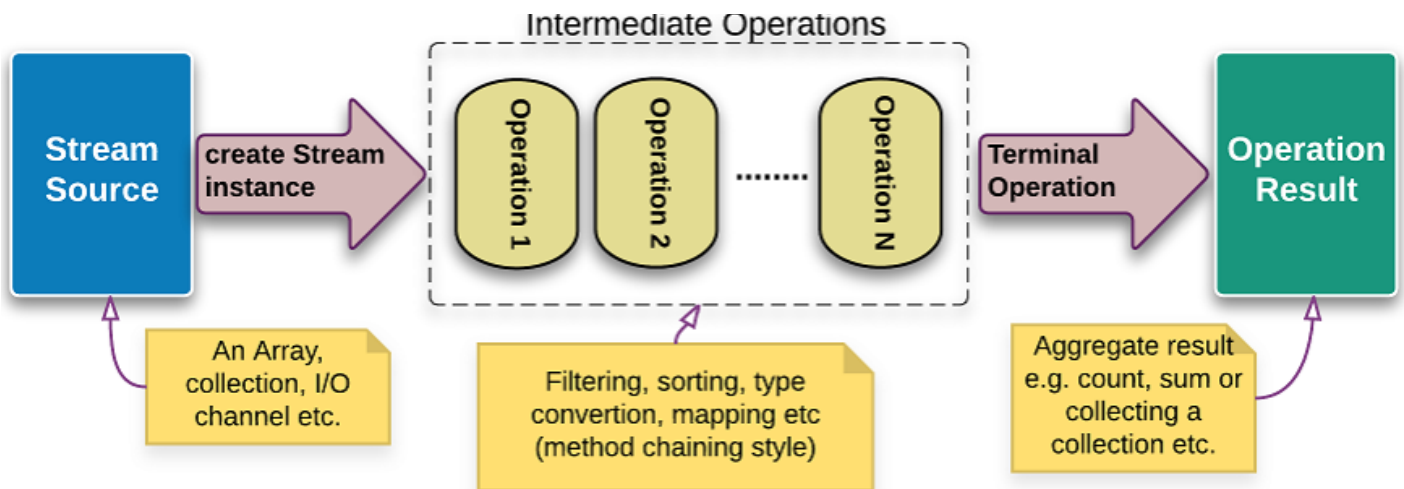 Intermediate Operations
Stream
Source
create Stream
instance
Operation 1
Operation 2
........
Operation N
Terminal
Operation
Operation
Result
An Array,
collection, I/O
channel etc.
Filtering, sorting, type
convertion, mapping etc
(method chaining style)
Aggregate result
e.g. count, sum or
collecting a
collection etc.